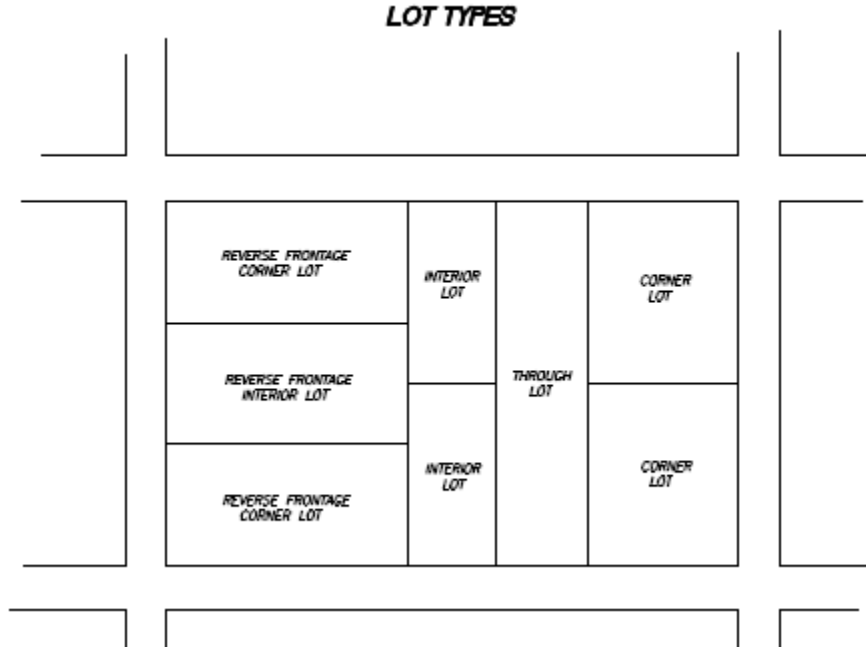 LOT TYPES
REVERSE FRONTAGE
CORNER LOT
INTERIOR
LOT
CORNER
LOT
REVERSE FRONTAGE
INTERIOR LOT
THROUGH
LOT
REVERSE FRONTAGE
CORNER LOT
INTERIOR
LOT
CORNER
LOT